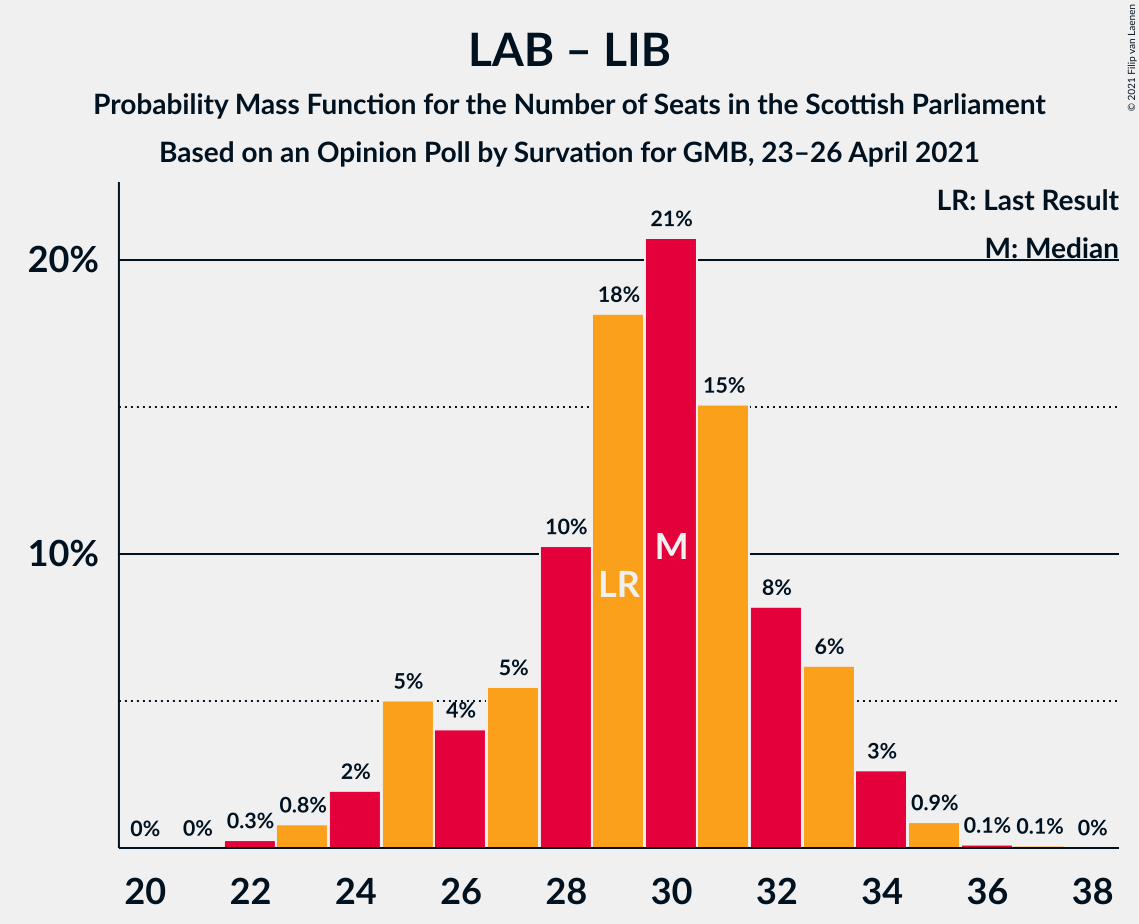 LAB – LIB
Probability Mass Function for the Number of Seats in the Scottish Parliament
Based on an Opinion Poll by Survation for GMB, 23–26 April 2021
© 2021 Filip van Laenen
LR: Last Result
M: Median
20%
10%
0%
0%
0.3%
0.8%
2%
5%
4%
5%
10%
18%
21%
15%
8%
6%
3%
0.9%
0.1%
0.1%
0%
LR
M
20 22 24 26 28 30 32 34 36 38